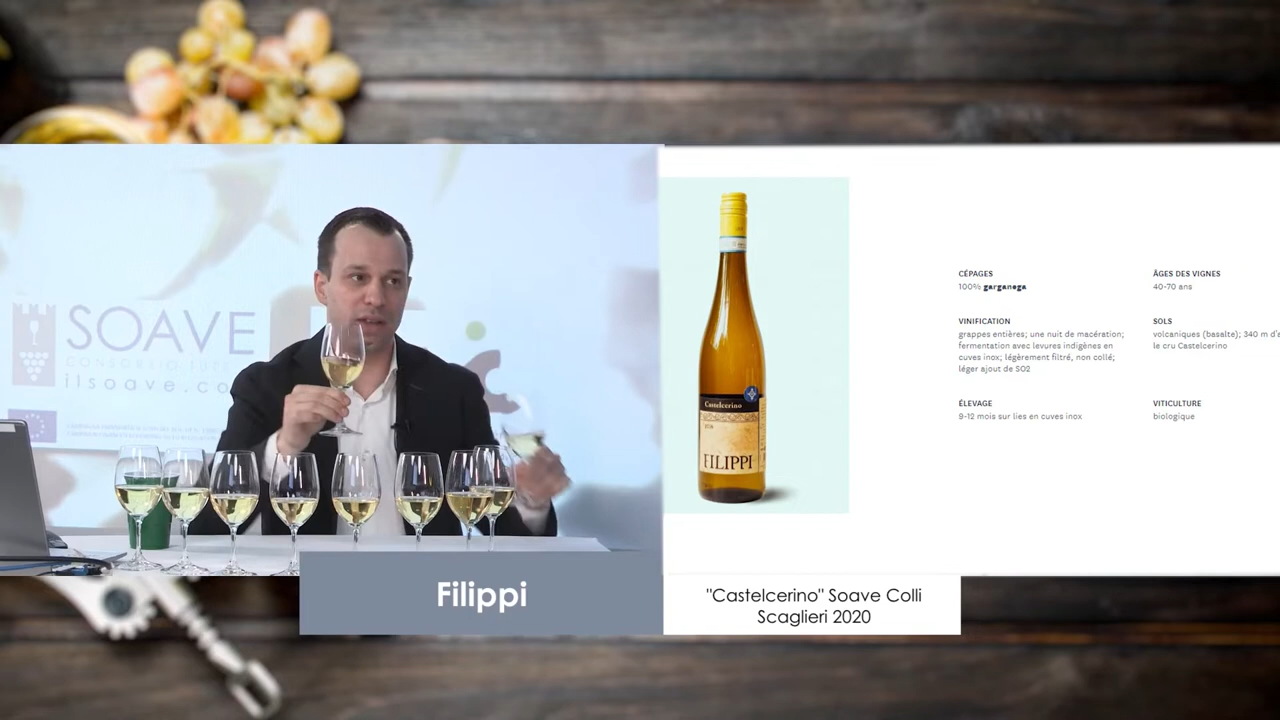 SOAVE
CONSORZIO TUTELA
ilsoave.co
Castelcerino
FILIPPI
CÉPAGES
100% garganega
VINIFICATION
grappes entières; une nuit de macération;
fermentation avec levures indigènes en
cuves inox; légèrement filtré, non collé;
léger ajout de SO2
ÉLEVAGE
9-12 mois sur lies en cuves inox
ÂGES DES VIGNES
40-70 ans
SOLS
volcaniques (basalte); 340 m
le cru Castelcerino
VITICULTURE
biologique
Filippi
"Castelcerino" Soave Colli
Scaglieri 2020